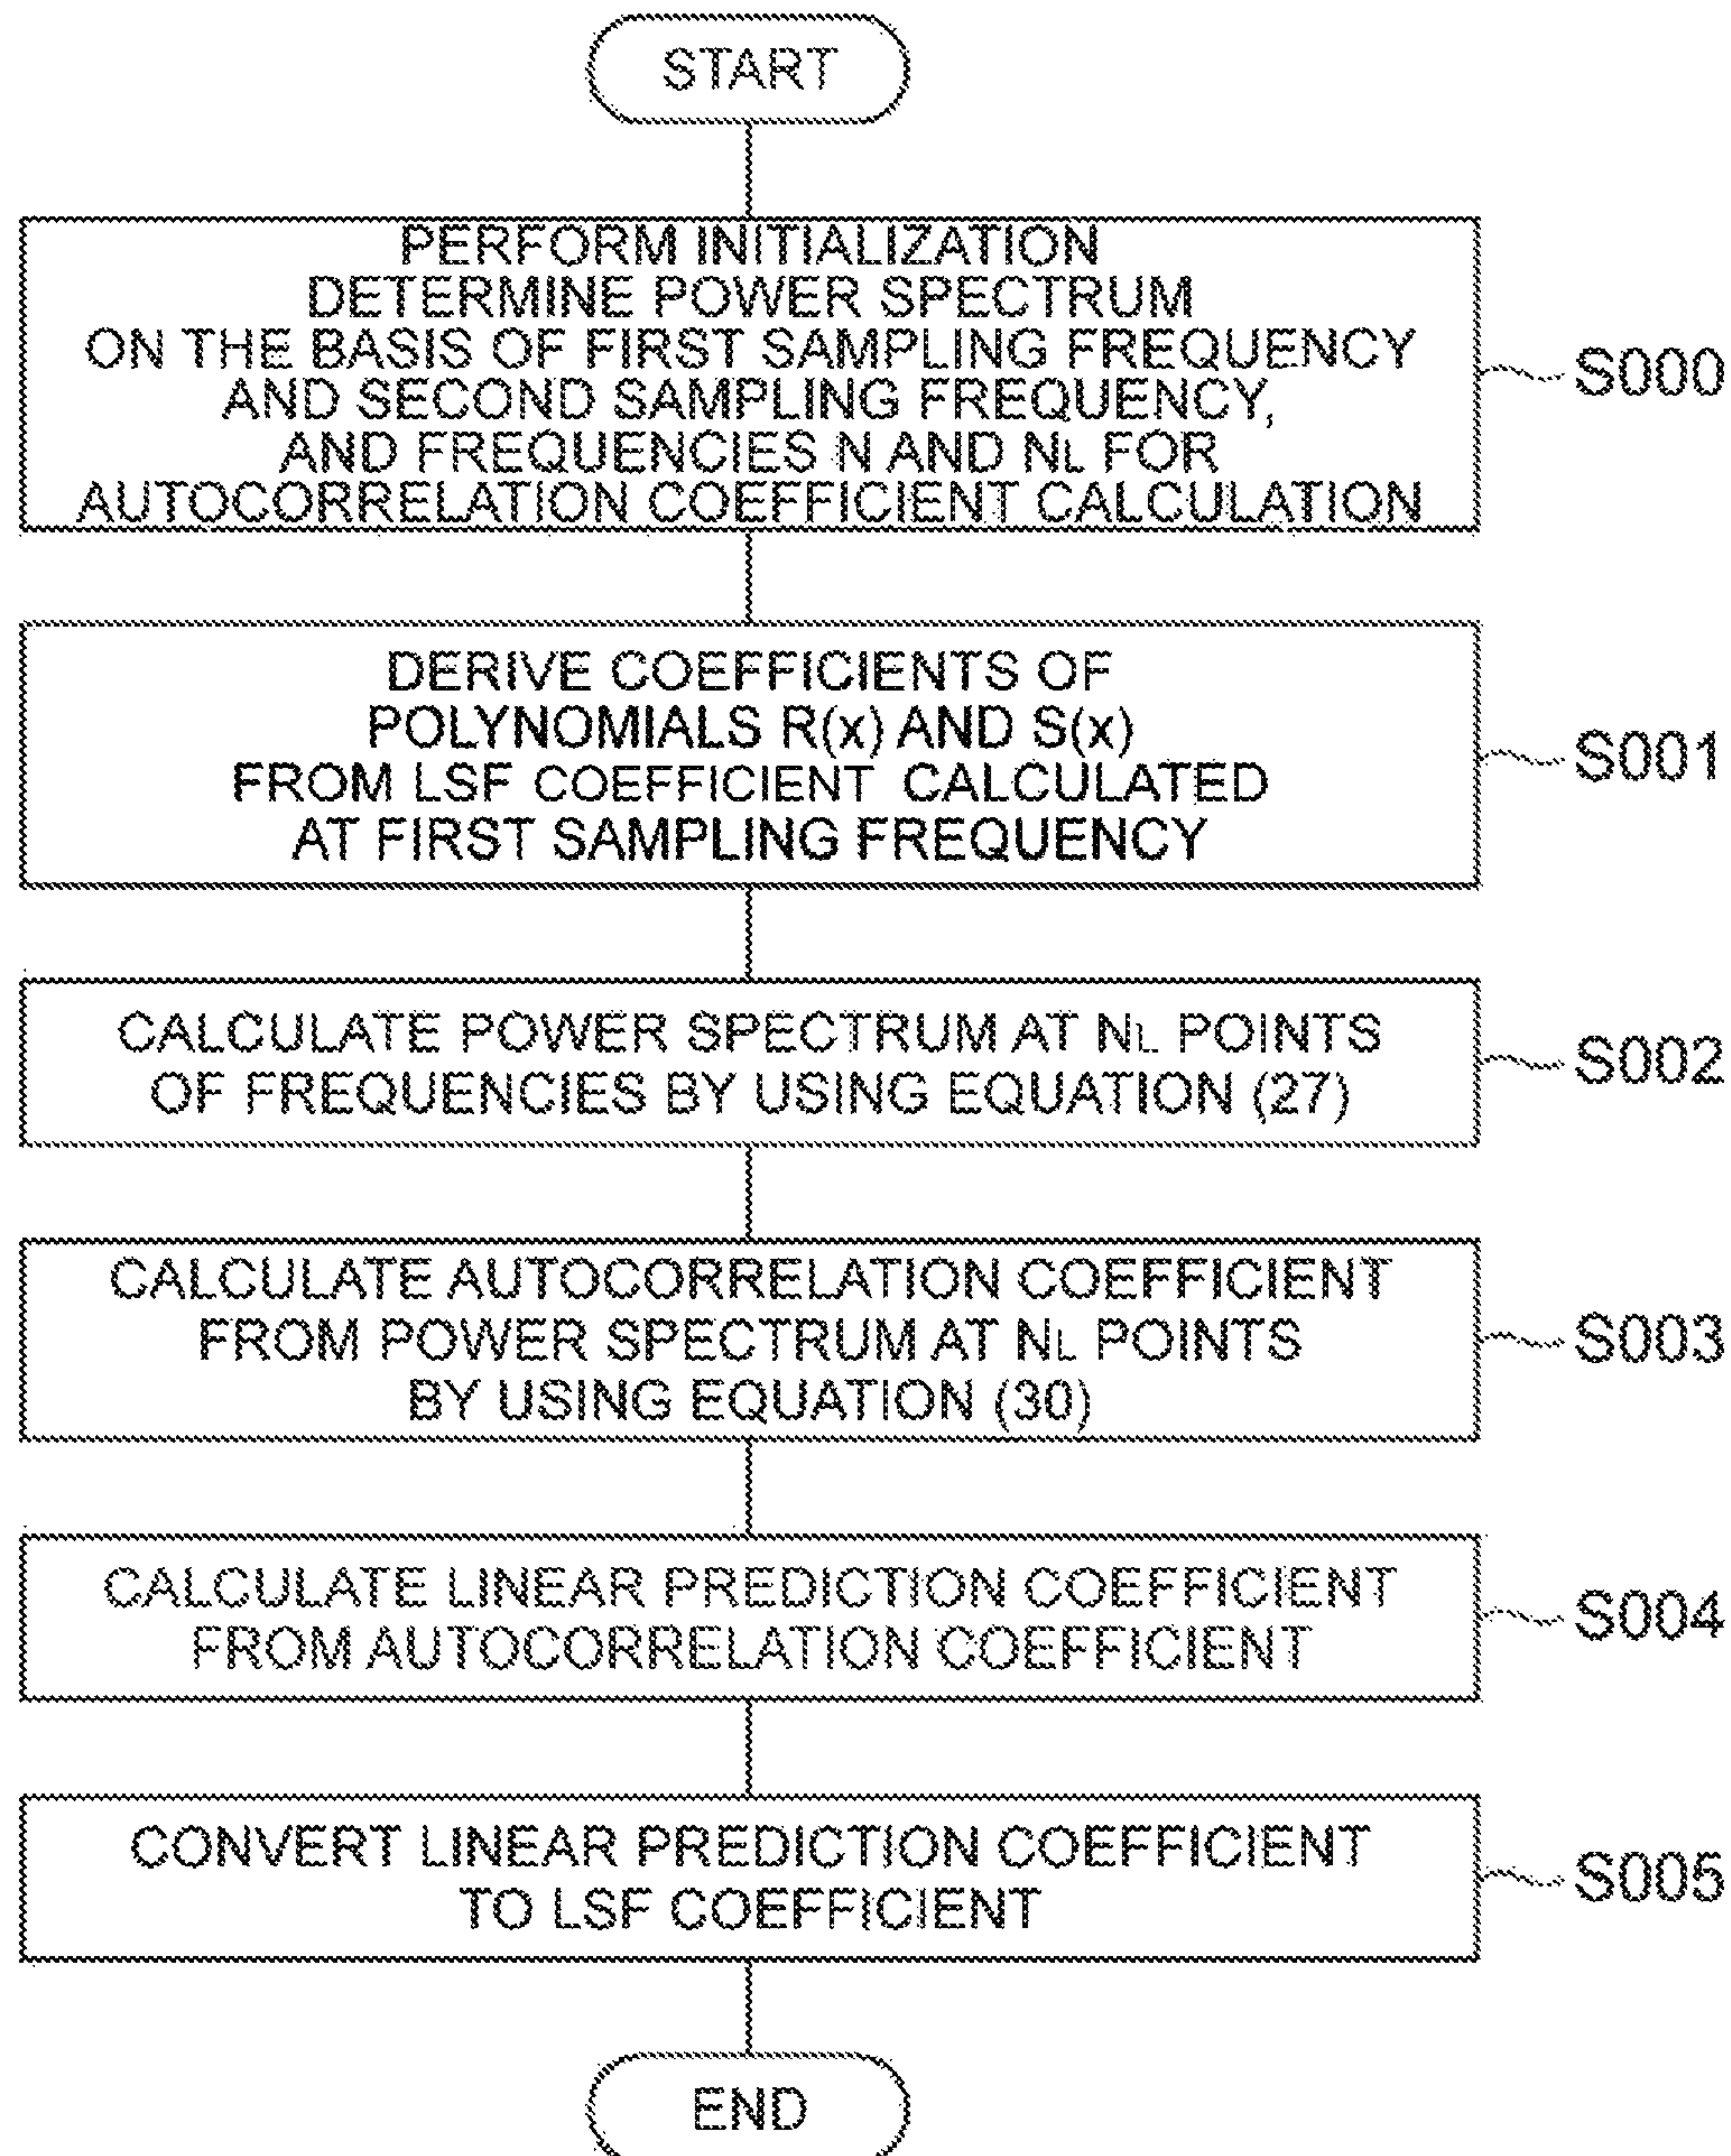 START
PERFORM INITIALIZATION
DETERMINE POWER SPECTRUM
ON THE BASIS OF FIRST SAMPLING FREQUENCY
AND SECOND SAMPLING FREQUENCY,
AND FREQUENCIES N AND NL FOR
AUTOCORRELATION COEFFICIENT CALCULATION
S000
DERIVE COEFFICIENTS OF
POLYNOMIALS R(x) AND S(x)
FROM LSF COEFFICIENT CALCULATED
AT FIRST SAMPLING FREQUENCY
S001
CALCULATE POWER SPECTRUM AT NL POINTS
OF FREQUENCIES BY USING EQUATION (27)
S002
CALCULATE AUTOCORRELATION COEFFICIENT
FROM POWER SPECTRUM AT NL POINTS
BY USING EQUATION (30)
S003
CALCULATE LINEAR PREDICTION COEFFICIENT
FROM AUTOCORRELATION COEFFICIENT
S004
CONVERT LINEAR PREDICTION COEFFICIENT
TO LSF COEFFICIENT
S005
END